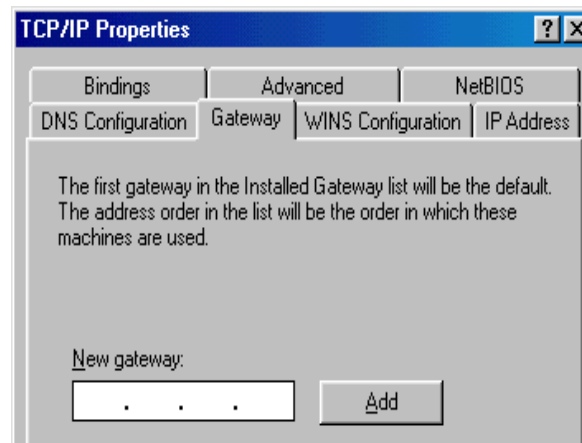 TCP/IP Properties
? X
Bindings Advanced NetBIOS
DNS Configuration Gateway WINS Configuration IP Address
The first gateway in the Installed Gateway list will be the default.
The address order in the list will be the order in which these
machines are used.
New gateway:
. . . Add